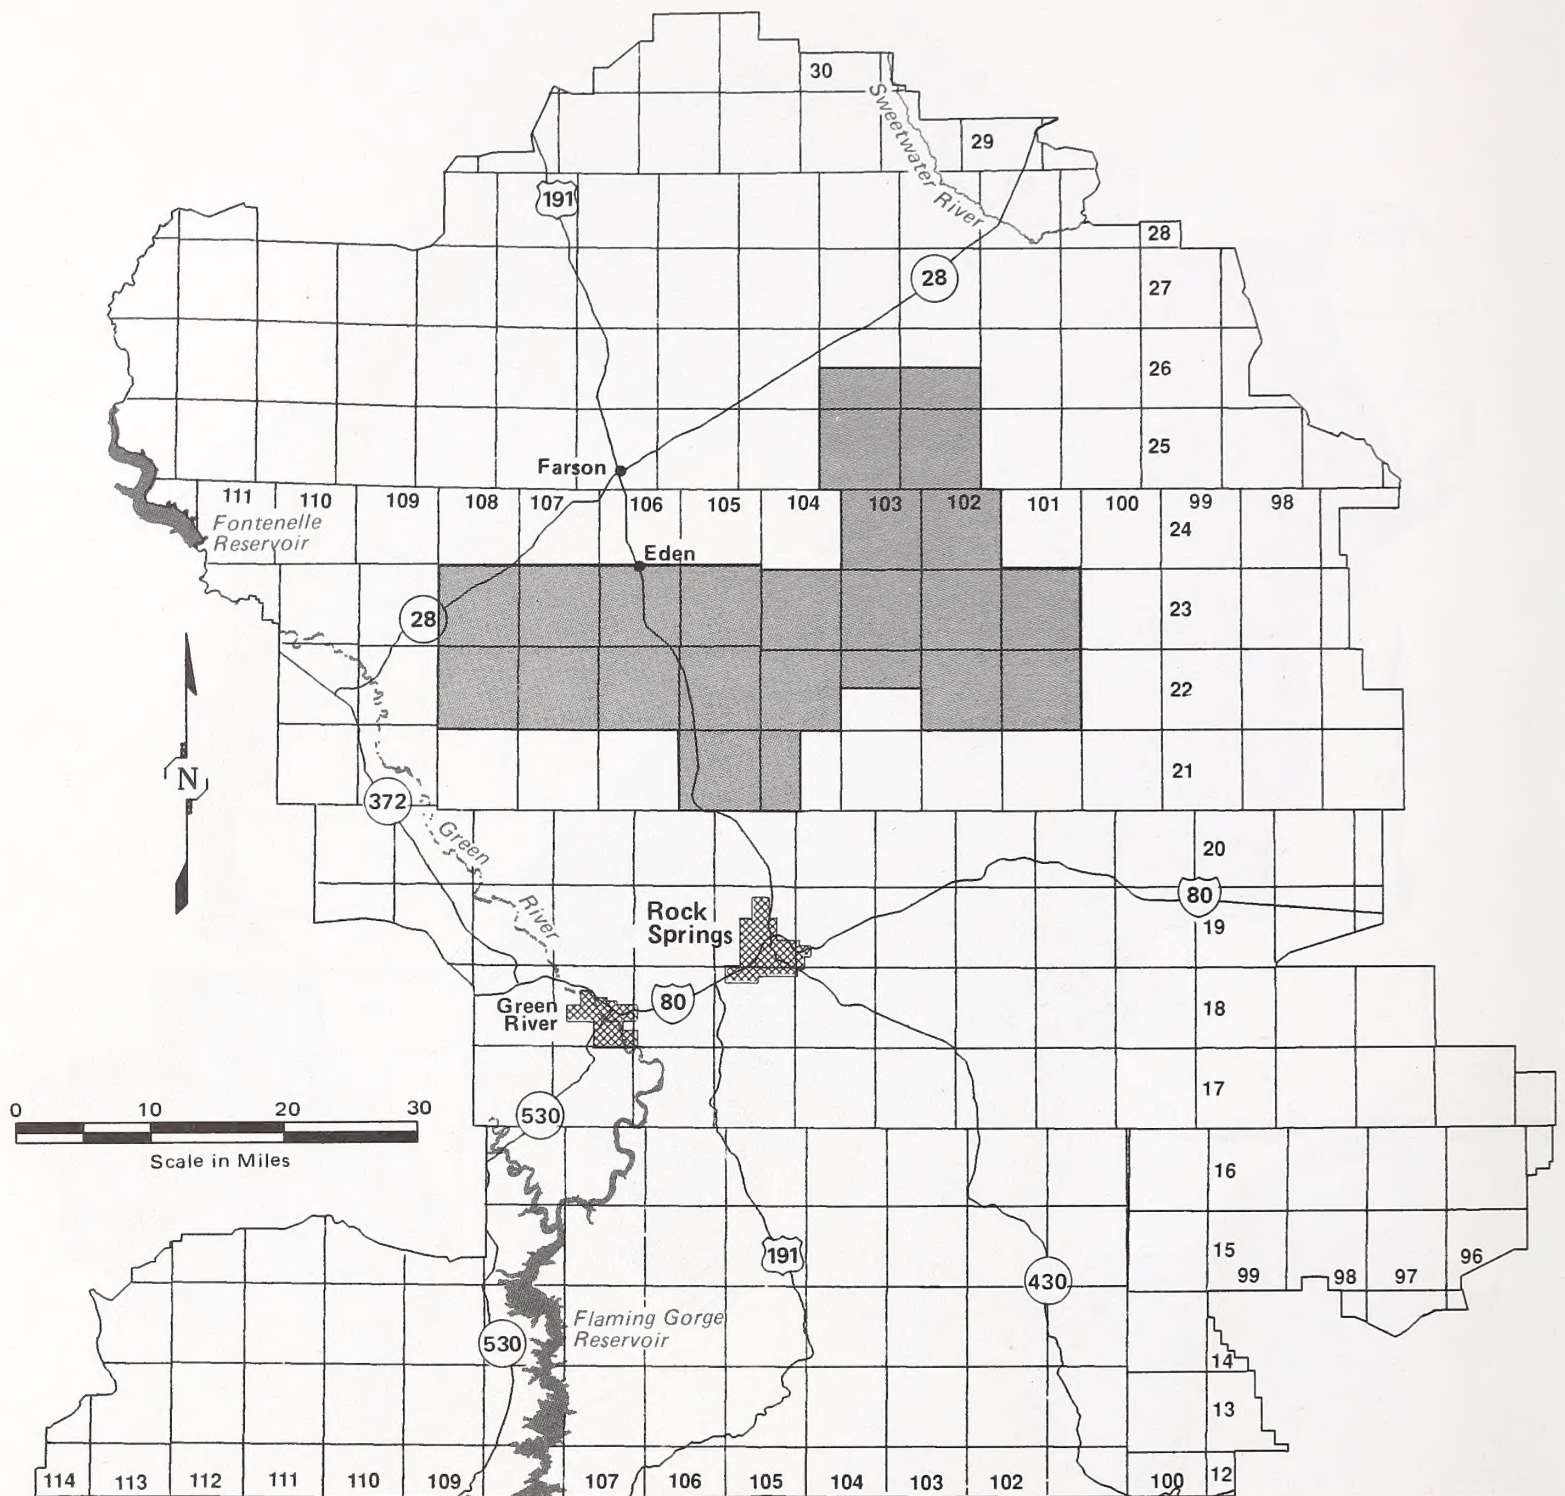 30
Sweetwater River
29
191
28
28
27
26
25
Farson
111 110 109 108 107 106 105 104 103 102 101 100 99 98
Fontenelle
Reservoir
24
Eden
28
23
22
N
21
372
Green River
20
80
Rock
Springs
19
Green
River
80
18
17
0 10 20 30
Scale in Miles
530
16
191
15
430
99 98 97 96
Flaming Gorge
Reservoir
530
14
13
114 113 112 111 110 109 107 106 105 104 103 102 100 12